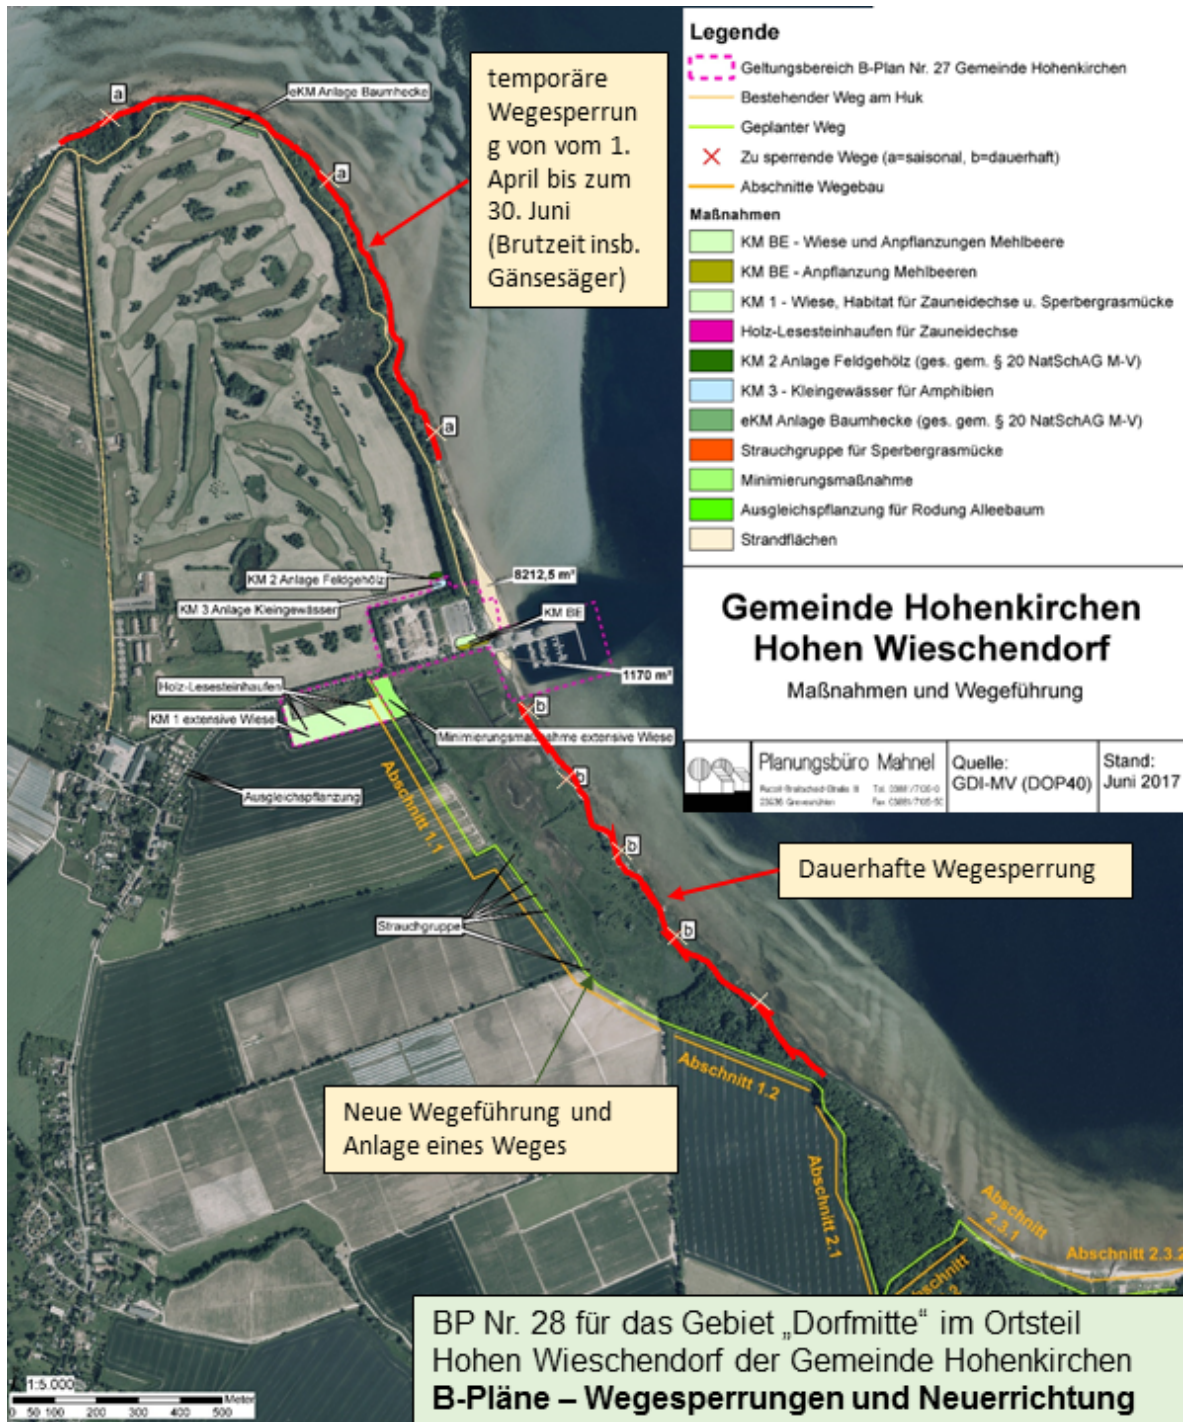 temporäre
Wegesperrun
g von vom 1.
April bis zum
30. Juni
(Brutzeit insb.
Gänsesäger)
a
eKM Anlage Baumhecke
a
a
Legende
Geltungsbereich B-Plan Nr. 27 Gemeinde Hohenkirchen
Bestehender Weg am Huk
Geplanter Weg
Zu sperrende Wege (a=saisonal, b=dauerhaft)
Abschnitte Wegebau
Maßnahmen
KM BE - Wiese und Anpflanzungen Mehlbeere
KM BE - Anpflanzung Mehlbeeren
KM 1 - Wiese, Habitat für Zauneidechse u. Sperbergrasmücke
Holz-Lesesteinhaufen für Zauneidechse
KM 2 Anlage Feldgehölz (ges. gem. § 20 NatSchAG M-V)
KM 3 - Kleingewässer für Amphibien
eKM Anlage Baumhecke (ges. gem. § 20 NatSchAG M-V)
Strauchgruppe für Sperbergrasmücke
Minimierungsmaßnahme
Ausgleichspflanzung für Rodung Alleebaum
Strandflächen
Gemeinde Hohenkirchen
Hohen Wieschendorf
Maßnahmen und Wegeführung
Planungsbüro Mahnel
Quelle:
GDI-MV (DOP40)
Stand:
Juni 2017
KM 2 Anlage Feldgehölz
KM 3 Anlage Kleingewässer
8212,5 m²
KM BE
1170 m²
Holz-Lesesteinhaufen
KM 1 extensive Wiese
Minimierungsmaßnahme extensive Wiese
Ausgleichspflanzung
Abschnitt 1.1
b
b
b
b
Dauerhafte Wegesperrung
Strauchgruppe
Neue Wegeführung und
Anlage eines Weges
Abschnitt 1.2
Abschnitt 2.1
Abschnitt
2.3.1
Abschnitt 2.3.2
Abschnitt
BP Nr. 28 für das Gebiet „Dorfmitte“ im Ortsteil
Hohen Wieschendorf der Gemeinde Hohenkirchen
B-Pläne – Wegesperrungen und Neuerrichtung
1:5.000
Meter
0 50 100 200 300 400 500